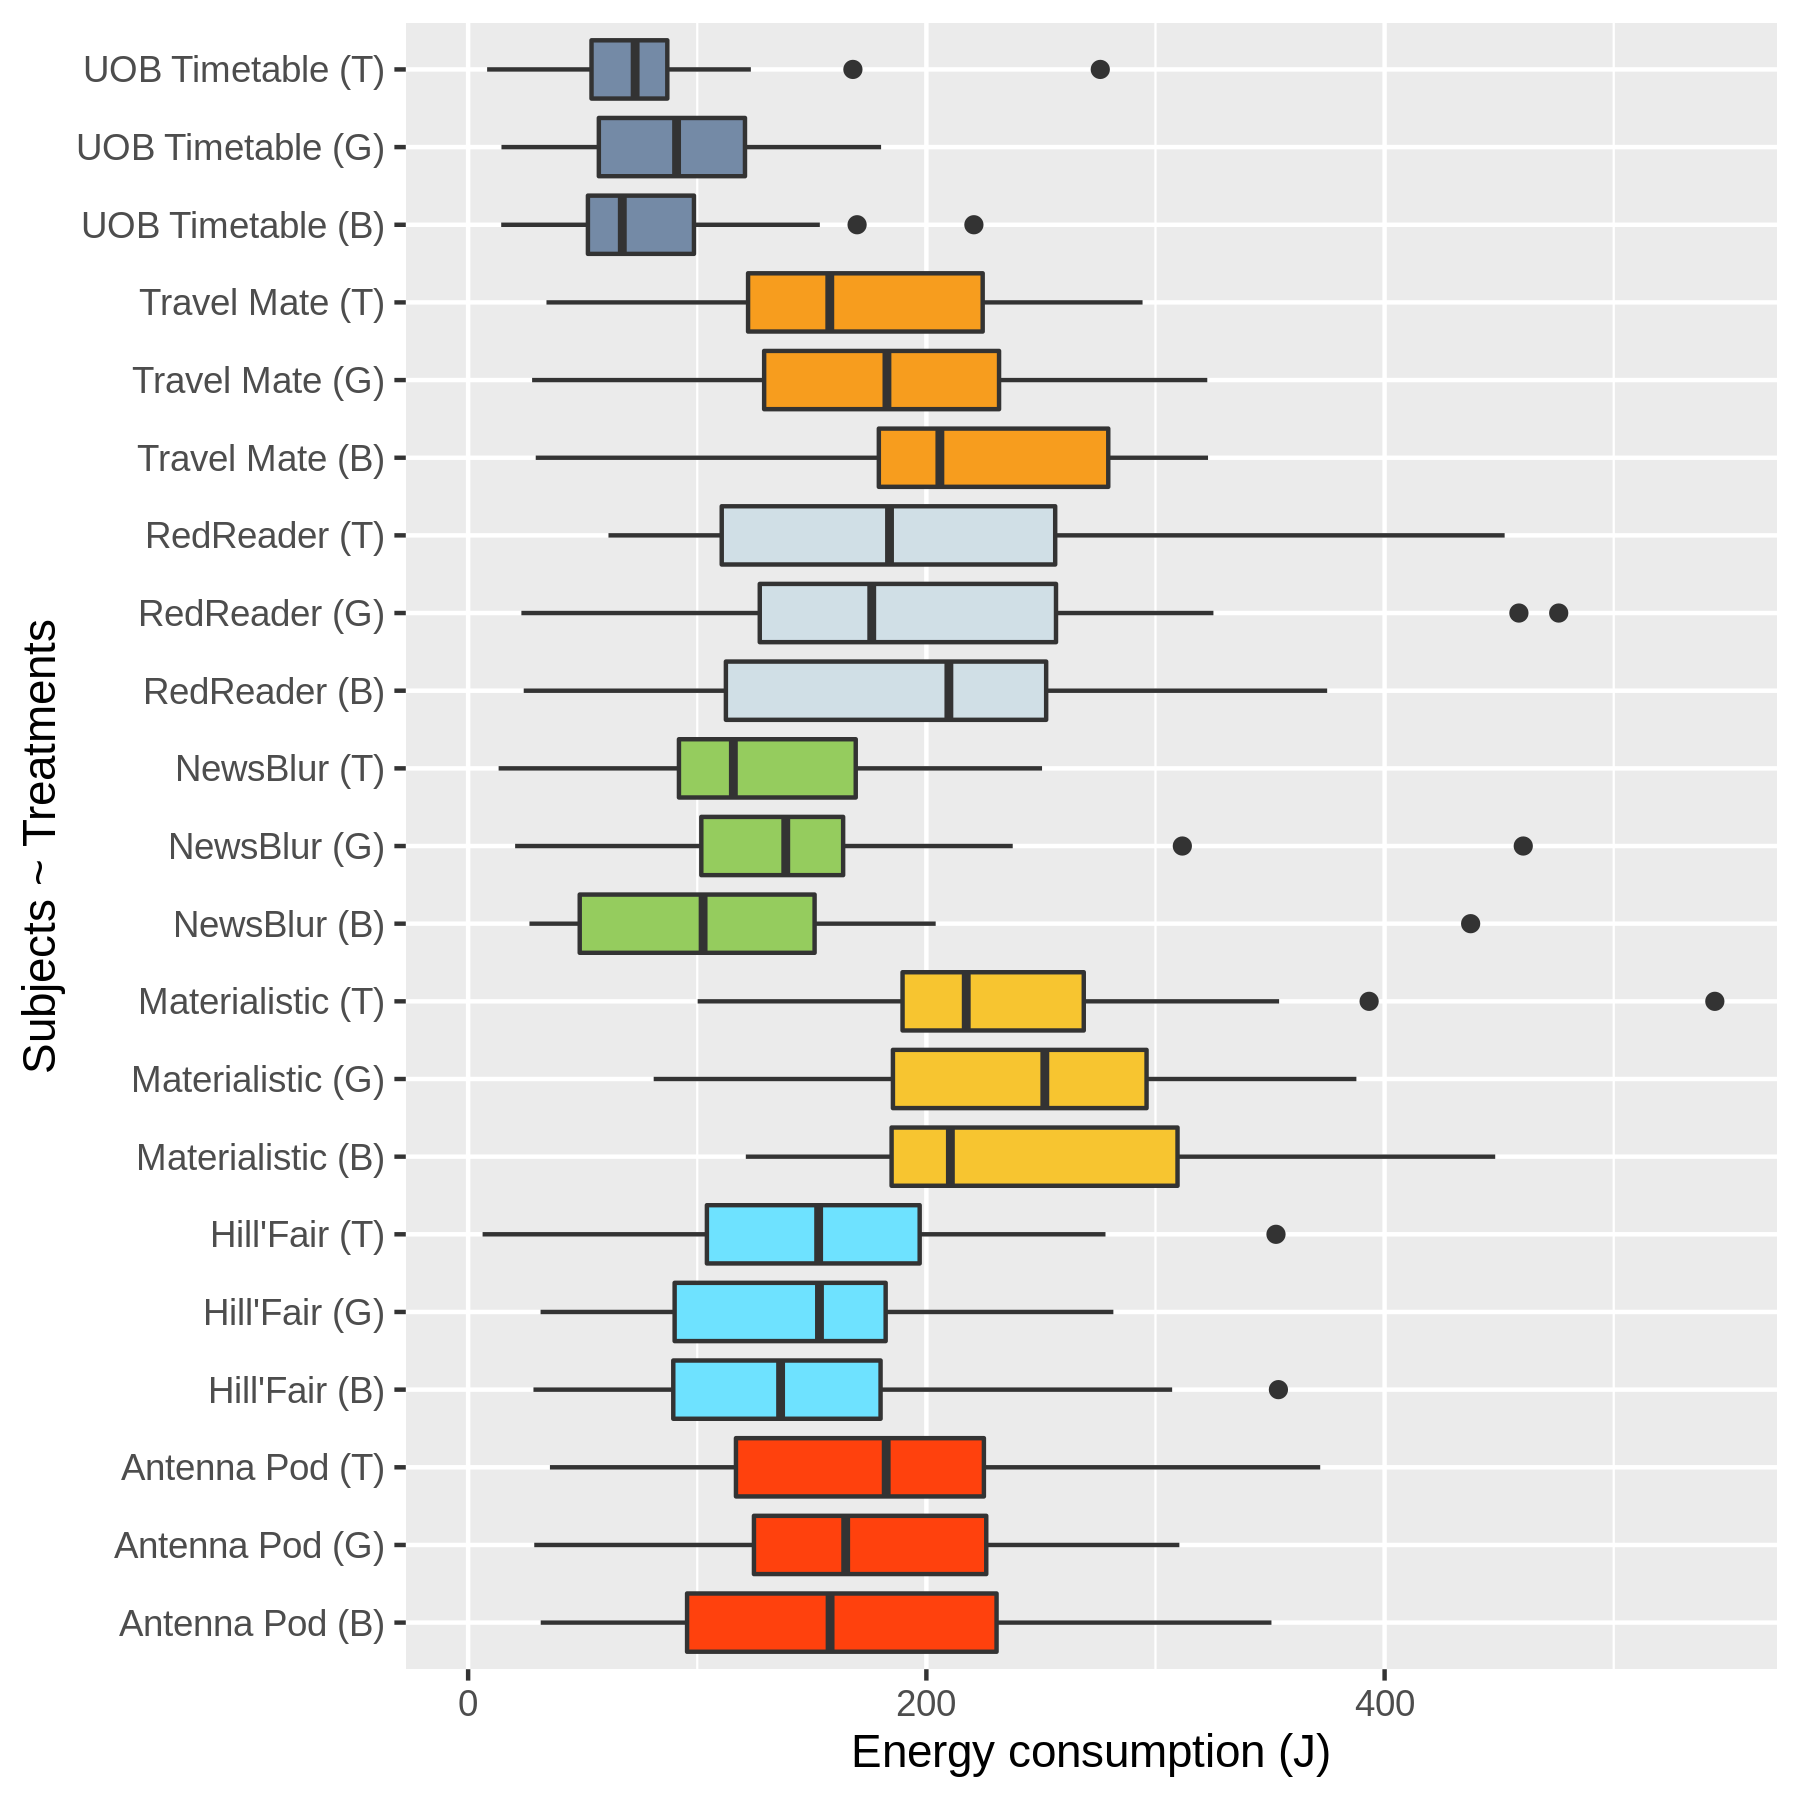 UOB Timetable (T)
UOB Timetable (G)
UOB Timetable (B)
Travel Mate (T)
Travel Mate (G)
Travel Mate (B)
RedReader (T)
RedReader (G)
RedReader (B)
NewsBlur (T)
NewsBlur (G)
NewsBlur (B)
Materialistic (T)
Materialistic (G)
Materialistic (B)
Hill'Fair (T)
Hill'Fair (G)
Hill'Fair (B)
Antenna Pod (T)
Antenna Pod (G)
Antenna Pod (B)
Subjects ~ Treatments
0 200 400
Energy consumption (J)